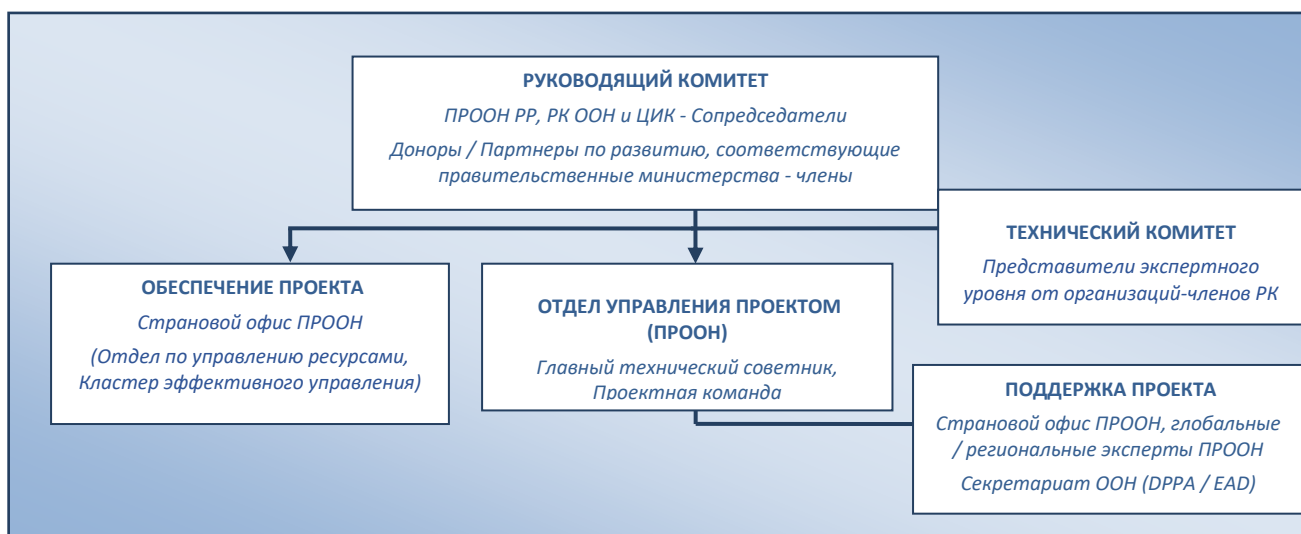 РУКОВОДЯЩИЙ КОМИТЕТ
ПРООН РР, РК ООН и ЦИК - Сопредседатели
Доноры / Партнеры по развитию, соответствующие
правительственные министерства - члены
ТЕХНИЧЕСКИЙ КОМИТЕТ
Представители экспертного
уровня от организаций-членов РК
ОБЕСПЕЧЕНИЕ ПРОЕКТА
Страновой офис ПРООН
(Отдел по управлению ресурсами,
Кластер эффективного управления)
ОТДЕЛ УПРАВЛЕНИЯ ПРОЕКТОМ
(ПРООН)
Главный технический советник,
Проектная команда
ПОДДЕРЖКА ПРОЕКТА
Страновой офис ПРООН, глобальные
/ региональные эксперты ПРООН
Секретариат ООН (DPPA / EAD)